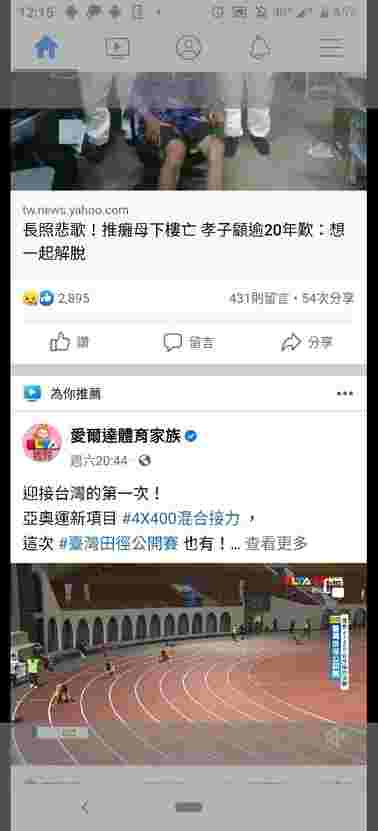 12:15
tw.news.yahoo.com
長照悲歌！推癱母下樓亡 孝子顧逾20年歎：想
一起解脫
2,895
431則留言·54次分享
讚
留言
分享
為你推薦
愛爾達體育家族
週六20:44 ·
迎接台灣的第一次！
亞奧運新項目 #4X400混合接力 ，
這次 #臺灣田徑公開賽 也有！... 查看更多